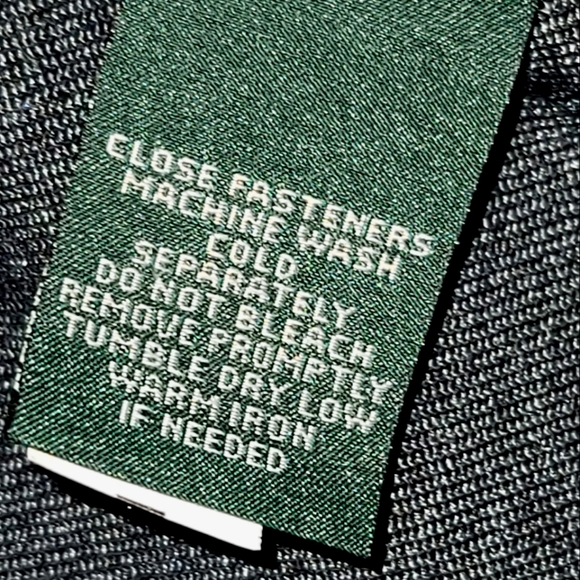 CLOSE FASTENERS
MACHINE WASH
COLD
SEPARATELY
DO NOT BLEACH
REMOVE PROMPTLY
TUMBLE DRY LOW
WARM IRON
IF NEEDED